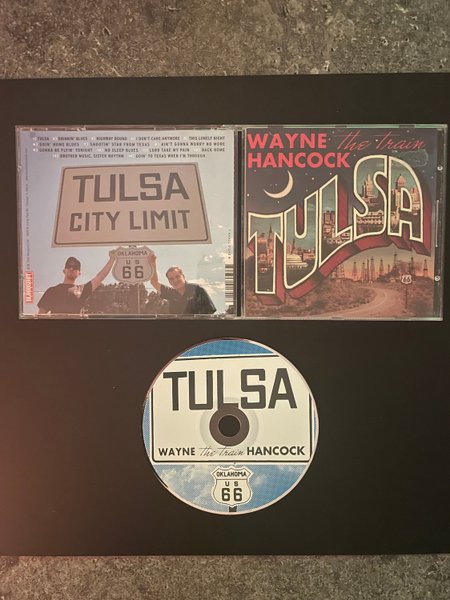 TULSA DRINKIN' BLUES HIGHWAY BOUND I DON'T CARE ANYMORE THIS LONELY NIGHT
GOIN' HOME BLUES SHOOTIN' STAR FROM TEXAS AIN'T GONNA WORRY NO MORE
GONNA BE FLYIN' TONIGHT NO SLEEP BLUES LORD TAKE MY PAIN BACK HOME
BROTHER MUSIC, SISTER RHYTHM GOIN' TO TEXAS WHEN I'M THROUGH
TULSA
CITY LIMIT
OKLAHOMA
US
66
WAYNE The Train
HANCOCK
TULSA
TULSA
WAYNE The Train HANCOCK
OKLAHOMA
US
66